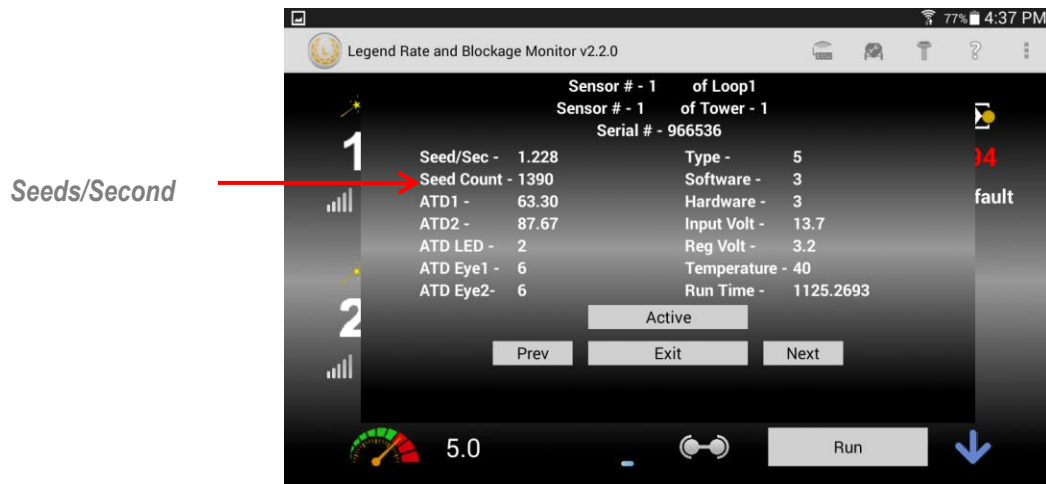 77% 4:37 PM
Legend Rate and Blockage Monitor v2.2.0
Sensor # - 1 of Loop1
Sensor # - 1 of Tower - 1
Serial # - 966536
1
94
Seeds/Second
Seed/Sec - 1.228 Type - 5
Seed Count - 1390 Software - 3
ATD1 - 63.30 Hardware - 3
fault
ATD2 - 87.67 Input Volt - 13.7
ATD LED - 2 Reg Volt - 3.2
ATD Eye1 - 6 Temperature - 40
ATD Eye2- 6 Run Time - 1125.2693
2
Active
Prev Exit Next
5.0 Run